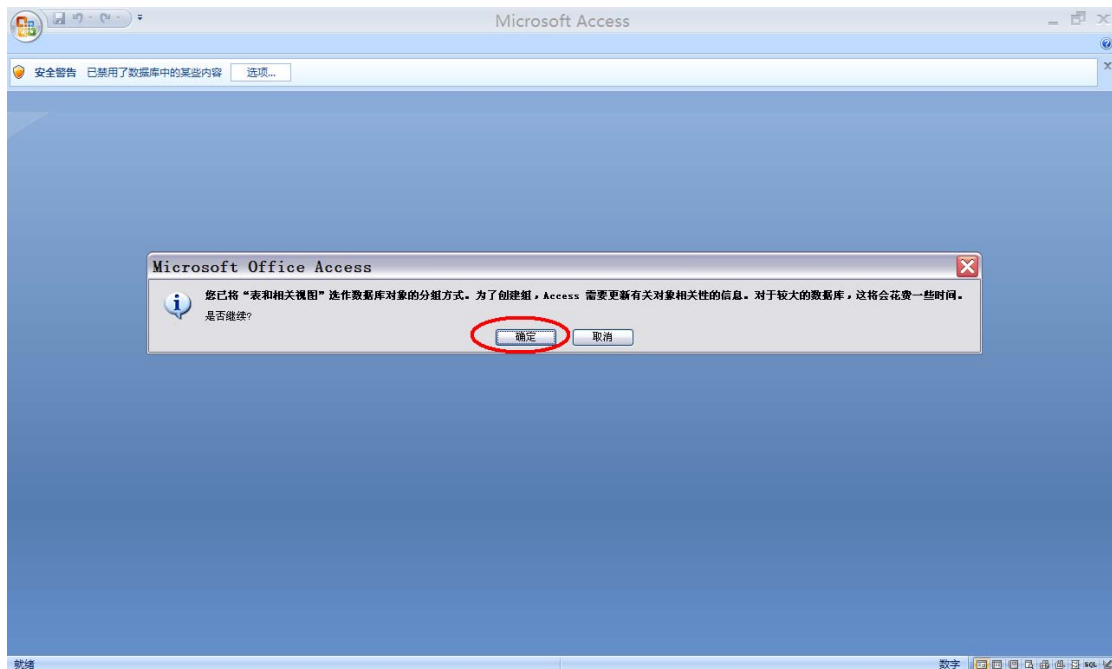 Microsoft Access
安全警告 已禁用了数据库中的某些内容 选项...
Microsoft Office Access
您已将“表和相关视图”选作数据库对象的分组方式。为了创建组，Access 需要更新有关对象相关性的信息。对于较大的数据库，这将会花费一些时间。
是否继续?
确定 取消
就绪 数字 SQL